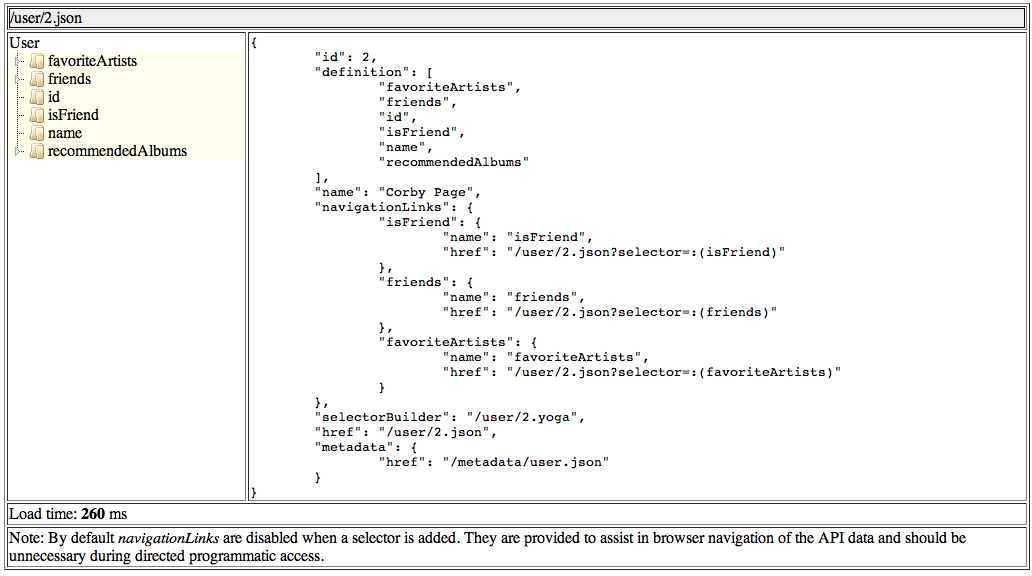 /user/2.json
User
favoriteArtists
friends
id
isFriend
name
recommendedAlbums
{
"id": 2,
"definition": [
"favoriteArtists",
"friends",
"id",
"isFriend",
"name",
"recommendedAlbums"
],
"name": "Corby Page",
"navigationLinks": {
"isFriend": {
"name": "isFriend",
"href": "/user/2.json?selector=:(isFriend)"
},
"friends": {
"name": "friends",
"href": "/user/2.json?selector=:(friends)"
},
"favoriteArtists": {
"name": "favoriteArtists",
"href": "/user/2.json?selector=:(favoriteArtists)"
}
},
"selectorBuilder": "/user/2.yoga",
"href": "/user/2.json",
"metadata": {
"href": "/metadata/user.json"
}
}
Load time: 260 ms
Note: By default navigationLinks are disabled when a selector is added. They are provided to assist in browser navigation of the API data and should be
unnecessary during directed programmatic access.